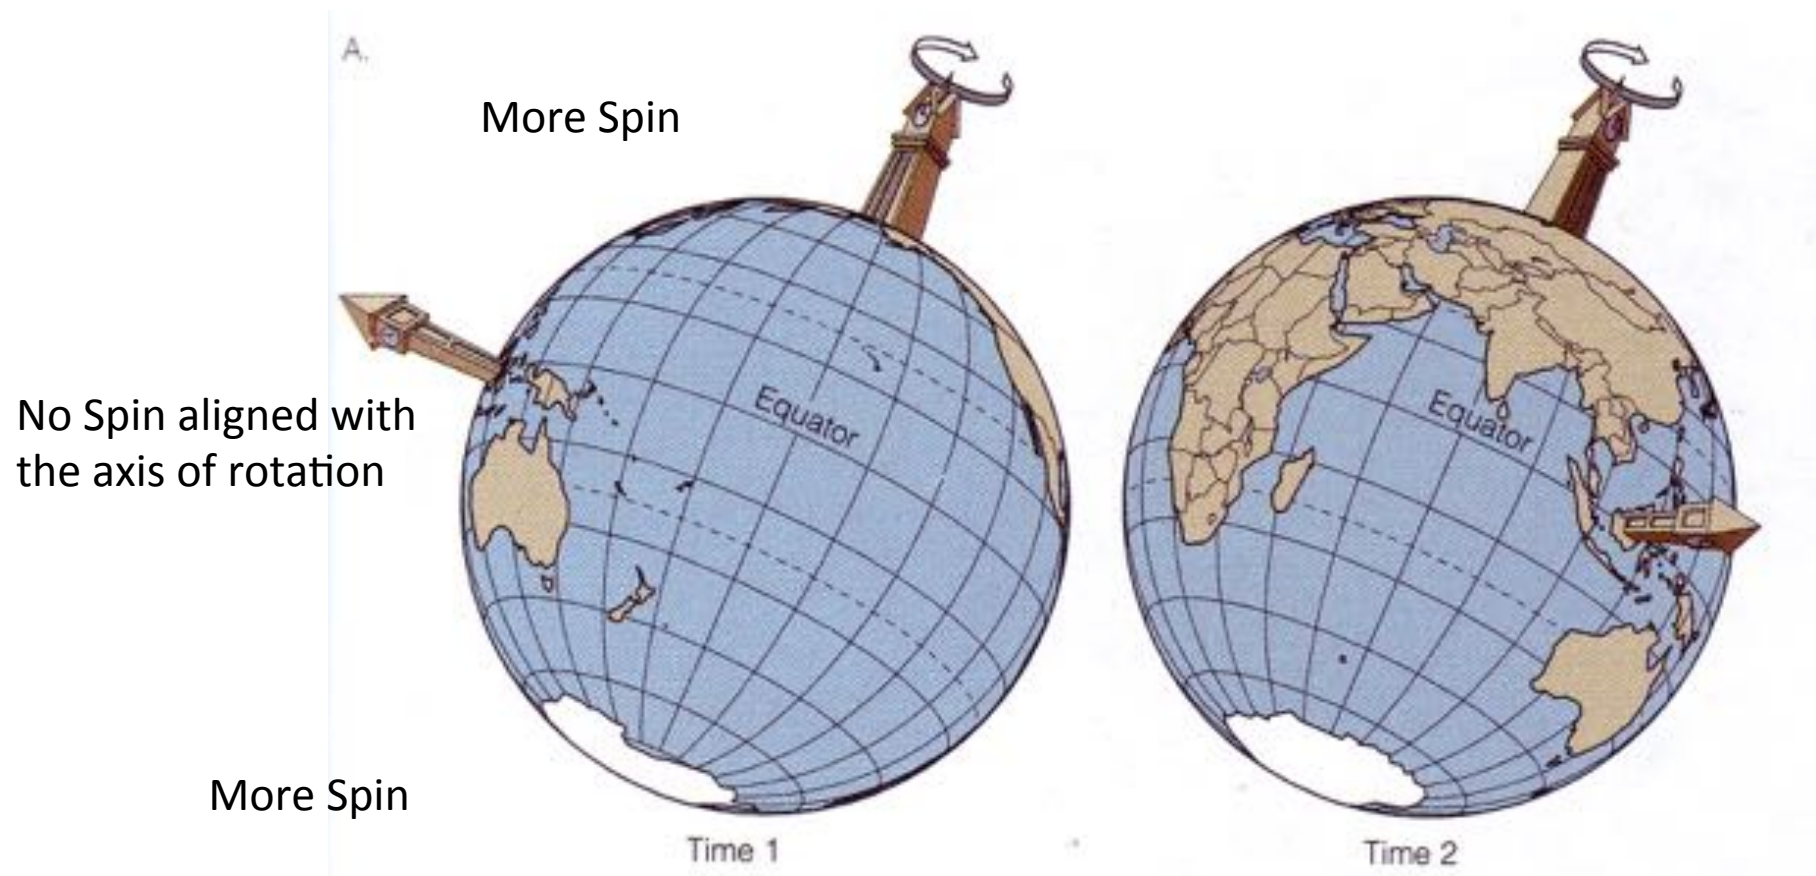 A.
More Spin
No Spin aligned with
the axis of rotation
Equator
Equator
More Spin
Time 1
Time 2